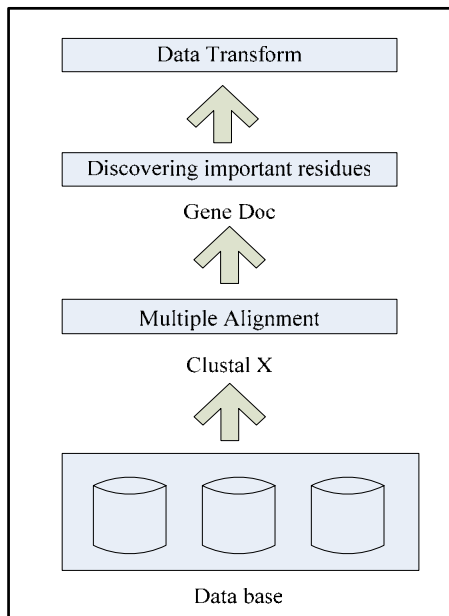 Data Transform
Discovering important residues
Gene Doc
Multiple Alignment
Clustal X
Data base